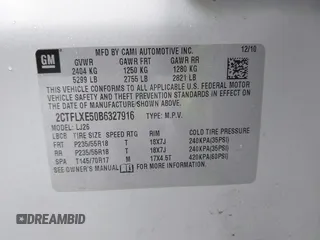 GM
MFD BY CAMI AUTOMOTIVE INC. 12/10
GVWR GAWR FRT GAWR RR
2404 KG 1250 KG 1280 KG
5299 LB 2755 LB 2821 LB
THIS VEHICLE CONFORMS TO ALL APPLICABLE U.S. FEDERAL MOTOR
VEHICLE SAFETY AND THEFT PREVENTION STANDARDS IN EFFECT ON
THE DATE OF MANUFACTURE SHOWN ABOVE.
2CTFLXE50B6327916 TYPE: M.P.V.
MODEL: LJ26
TIRE SIZE SPEED RTG RIM COLD TIRE PRESSURE
FRT P235/55R18 T 18X7J 240KPA(35PSI)
RR P235/55R18 T 18X7J 240KPA(35PSI)
SPA T145/70R17 M 17X4.5T 420KPA(60PSI)
SEE OWNER'S MANUAL FOR MORE INFORMATION.
DREAMBID